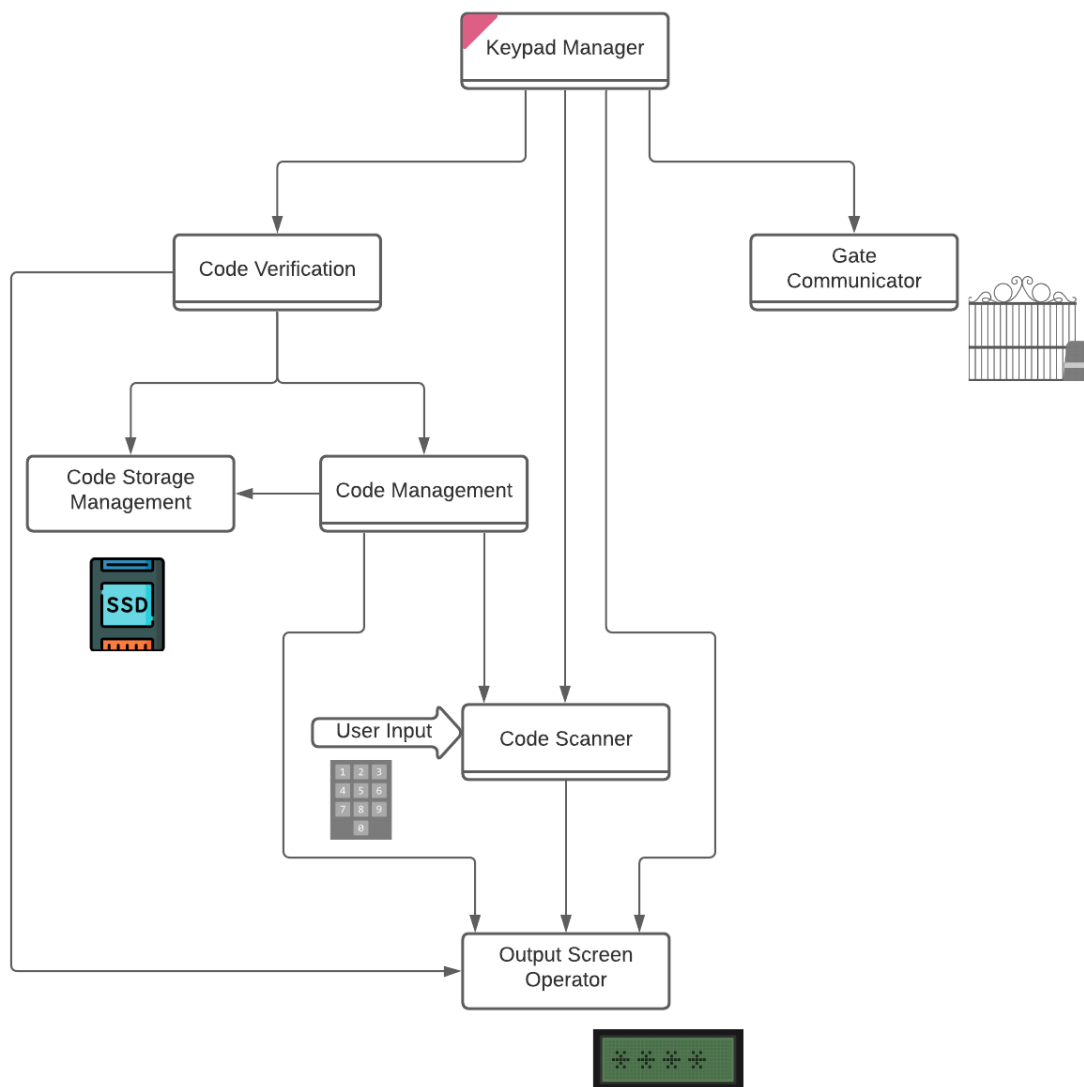 Keypad Manager
Code Verification
Gate
Communicator
Code Storage
Management
Code Management
SSD
User Input
Code Scanner
1 2 3
4 5 6
7 8 9
0
Output Screen
Operator
* * * *